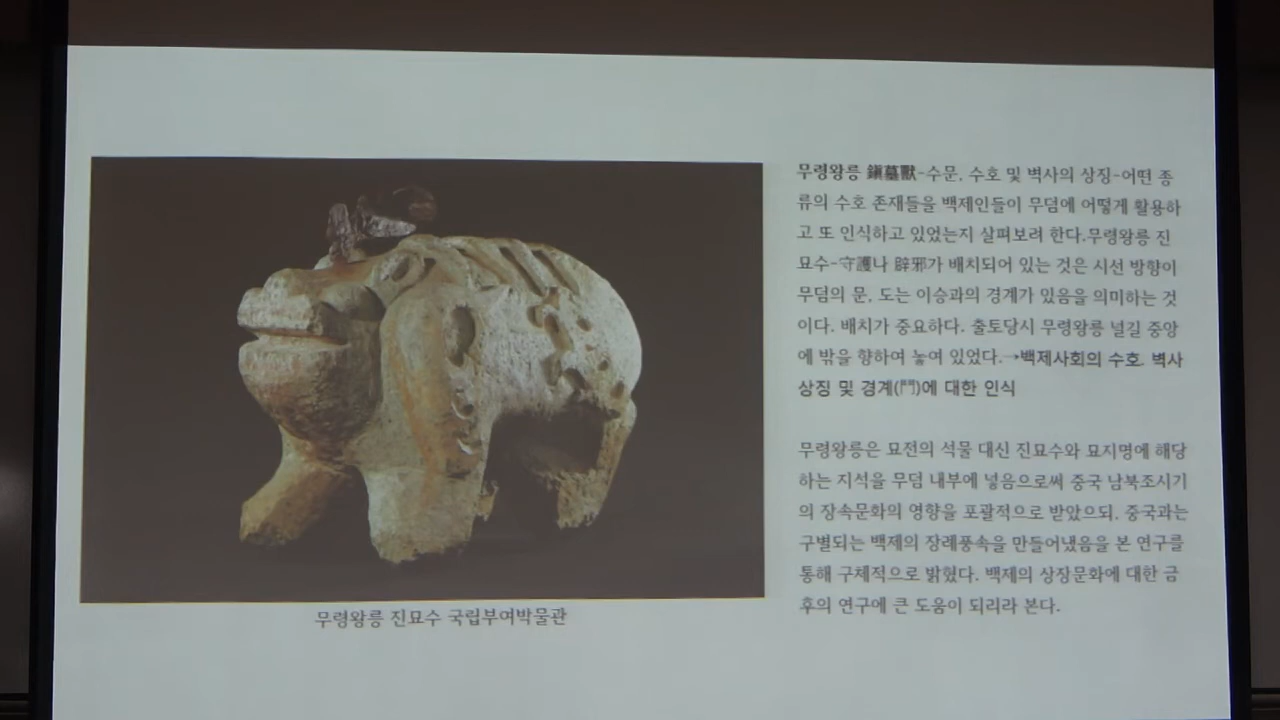 무령왕릉 鎭墓獸-수문, 수호 및 벽사의 상징-어떤 종
류의 수호 존재들을 백제인들이 무덤에 어떻게 활용하
고 또 인식하고 있었는지 살펴보려 한다.무령왕릉 진
묘수-守護나 辟邪가 배치되어 있는 것은 시선 방향이
무덤의 문, 도는 이승과의 경계가 있음을 의미하는 것
이다. 배치가 중요하다. 출토당시 무령왕릉 널길 중앙
에 밖을 향하여 놓여 있었다.→백제사회의 수호, 벽사
상징 및 경계(門)에 대한 인식
무령왕릉은 묘전의 석물 대신 진묘수와 묘지명에 해당
하는 지석을 무덤 내부에 넣음으로써 중국 남북조시기
의 장속문화의 영향을 포괄적으로 받았으되, 중국과는
구별되는 백제의 장례풍속을 만들어냈음을 본 연구를
통해 구체적으로 밝혔다. 백제의 상장문화에 대한 금
후의 연구에 큰 도움이 되리라 본다.
무령왕릉 진묘수 국립부여박물관